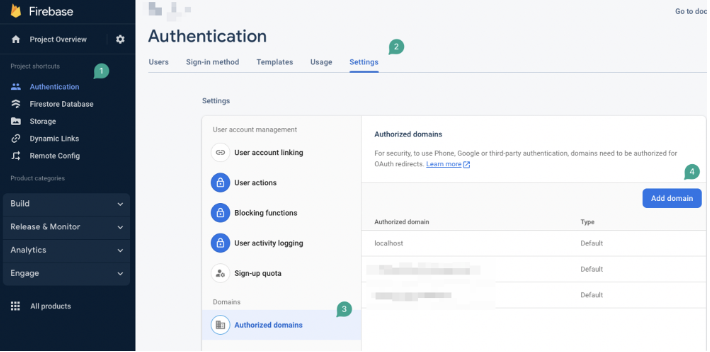 Firebase
Go to doc
Project Overview
Authentication
2
Project shortcuts
1
Users Sign-in method Templates Usage Settings
Authentication
Firestore Database
Storage
Dynamic Links
Remote Config
Product categories
Build
Release & Monitor
Analytics
Engage
All products
Settings
User account management
User account linking
User actions
Blocking functions
User activity logging
Sign-up quota
Domains
3
Authorized domains
Authorized domains
For security, to use Phone, Google or third-party authentication, domains need to be authorized for
OAuth redirects. Learn more
4
Add domain
Authorized domain Type
localhost Default
Default
Default